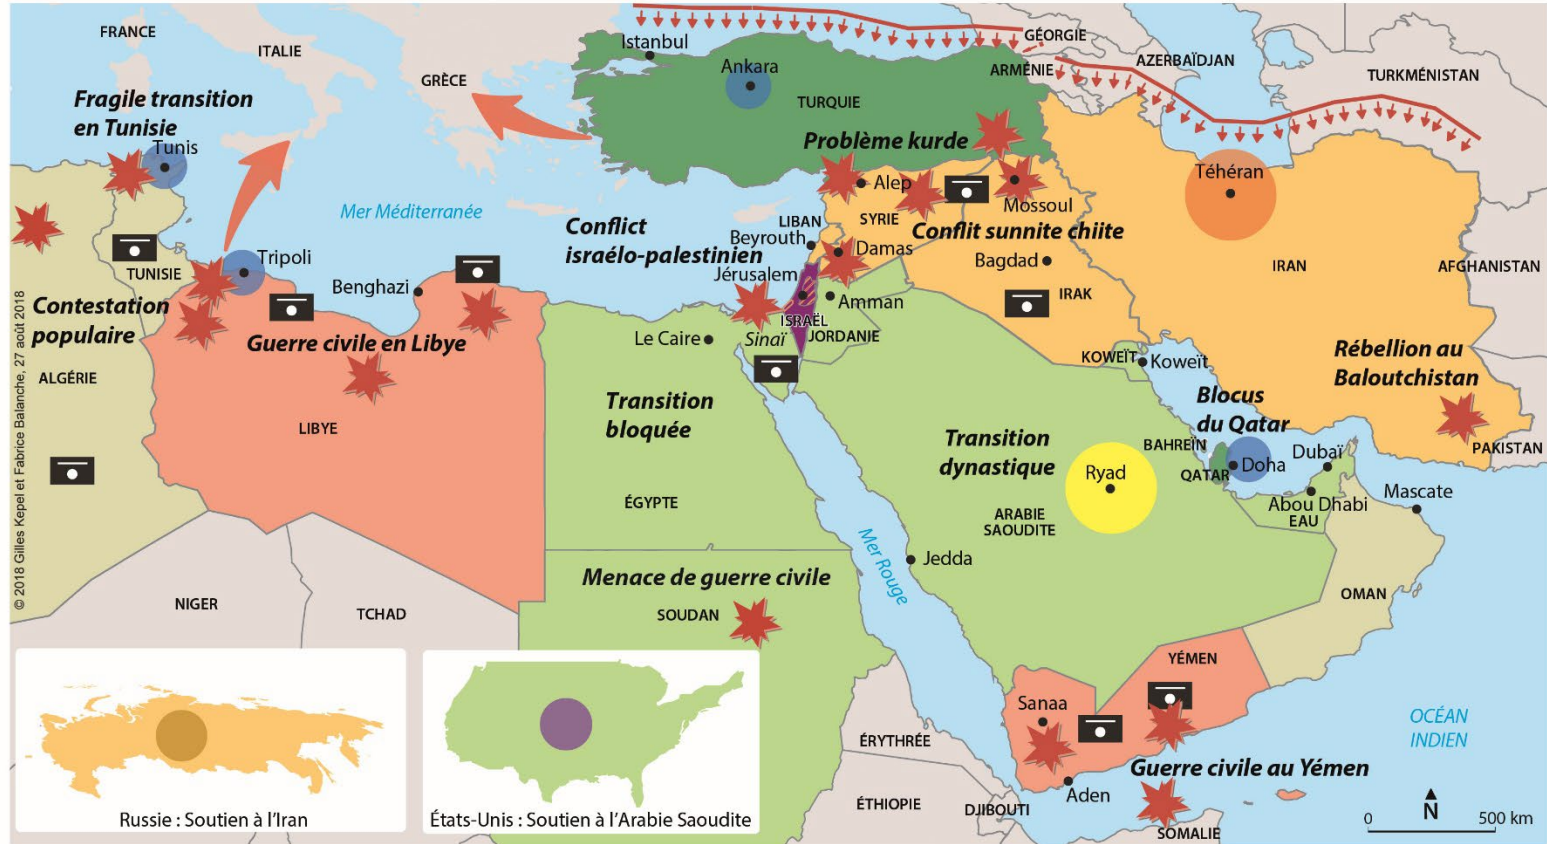 FRANCE
ITALIE
GRÈCE
Istanbul
Ankara
TURQUIE
GÉORGIE
ARMÉNIE
AZERBAÏDJAN
TURKMÉNISTAN
Fragile transition
en Tunisie
Tunis
Problème kurde
Téhéran
Mer Méditerranée
Conflict
israélo-palestinien
LIBAN
Beyrouth
Alep
SYRIE
Mossoul
Conflit sunnite chiite
Damas
Bagdad
IRAK
IRAN
AFGHANISTAN
TUNISIE
Tripoli
Benghazi
Jérusalem
Amman
ISRAËL
JORDANIE
Contestation
populaire
Guerre civile en Libye
Le Caire
Sinaï
KOWEÏT
Koweït
Rébellion au
Baloutchistan
ALGÉRIE
LIBYE
Transition
bloquée
ÉGYPTE
Transition
dynastique
Ryad
ARABIE
SAOUDITE
Blocus
du Qatar
BAHREÏN
QATAR
Doha
Dubaï
Abou Dhabi
EAU
Mascate
PAKISTAN
© 2018 Gilles Kepel et Fabrice Balanche, 27 août 2018
Mer Rouge
Jedda
OMAN
Menace de guerre civile
SOUDAN
NIGER
TCHAD
YÉMEN
Sanaa
Aden
Guerre civile au Yémen
ÉRYTHRÉE
ÉTHIOPIE
DJIBOUTI
SOMALIE
OCÉAN
INDIEN
N
0
500 km
Russie : Soutien à l'Iran
États-Unis : Soutien à l'Arabie Saoudite